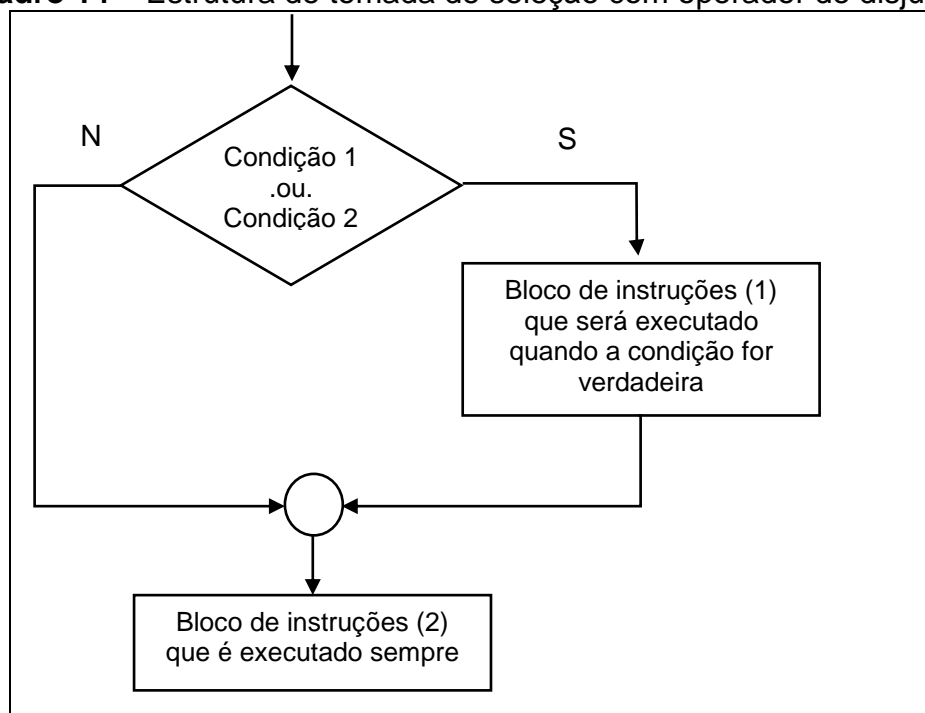 Estrutura de tomada de seleção com operador de
N
S
Condição 1
.ou.
Condição 2
Bloco de instruções (1)
que será executado
quando a condição for
verdadeira
Bloco de instruções (2)
que é executado sempre